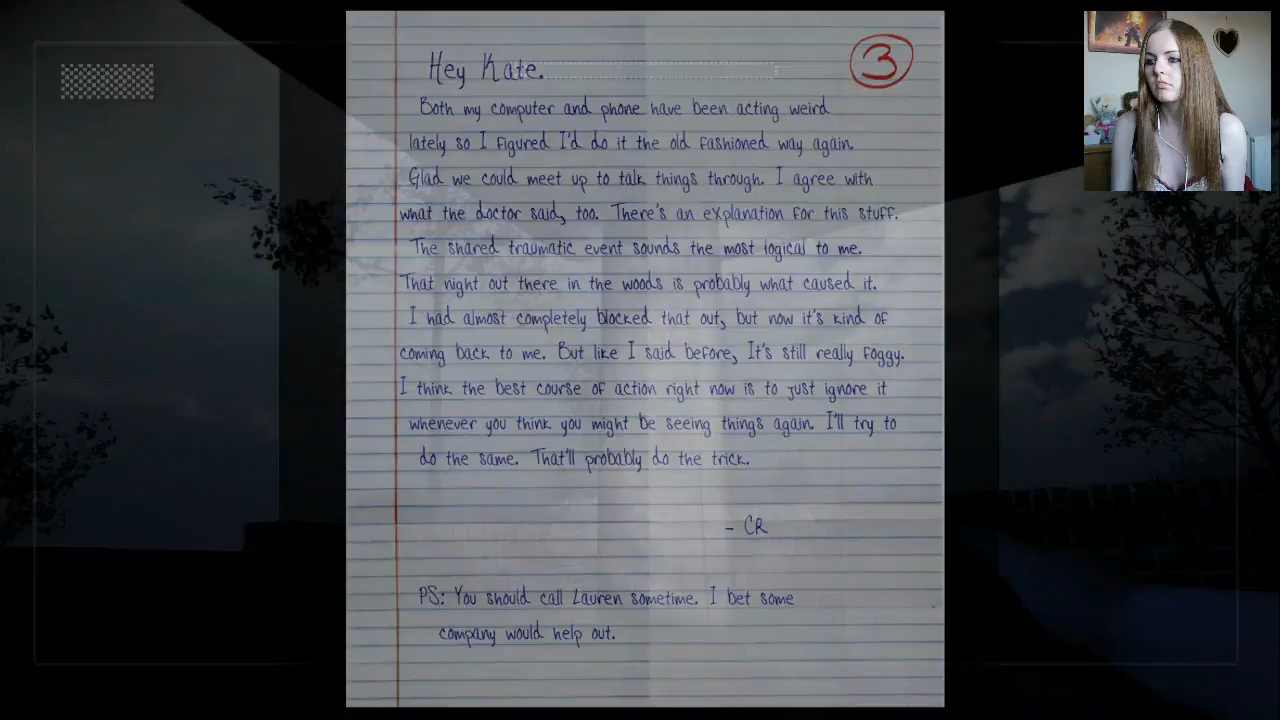 Hey Kate.
3
Both my computer and phone have been acting weird
lately so I figured I'd do it the old fashioned way again.
Glad we could meet up to talk things through. I agree with
what the doctor said, too. There's an explanation for this stuff.
The shared traumatic event sounds the most logical to me.
That night out there in the woods is probably what caused it.
I had almost completely blocked that out, but now it's kind of
coming back to me. But like I said before, It's still really foggy.
I think the best course of action right now is to just ignore it
whenever you think you might be seeing things again. I'll try to
do the same. That'll probably do the trick.
- CR
PS: You should call Lauren sometime. I bet some
company would help out.